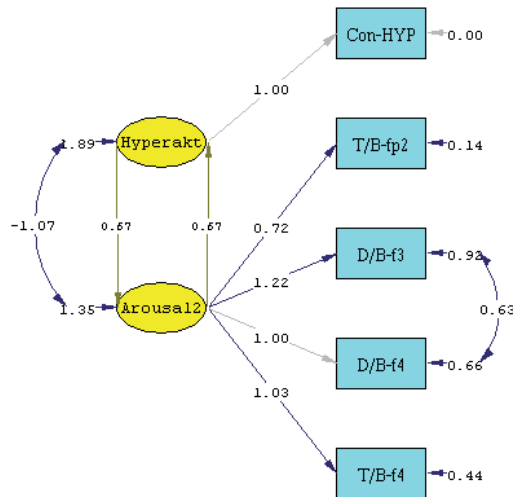 Con-HYP
0.00
1.00
1.89
Hyperakt
T/B-fp2
0.14
-1.07
0.67
0.67
0.72
D/B-f3
0.92
1.22
1.35
Arousal2
0.63
1.00
D/B-f4
0.66
1.03
T/B-f4
0.44